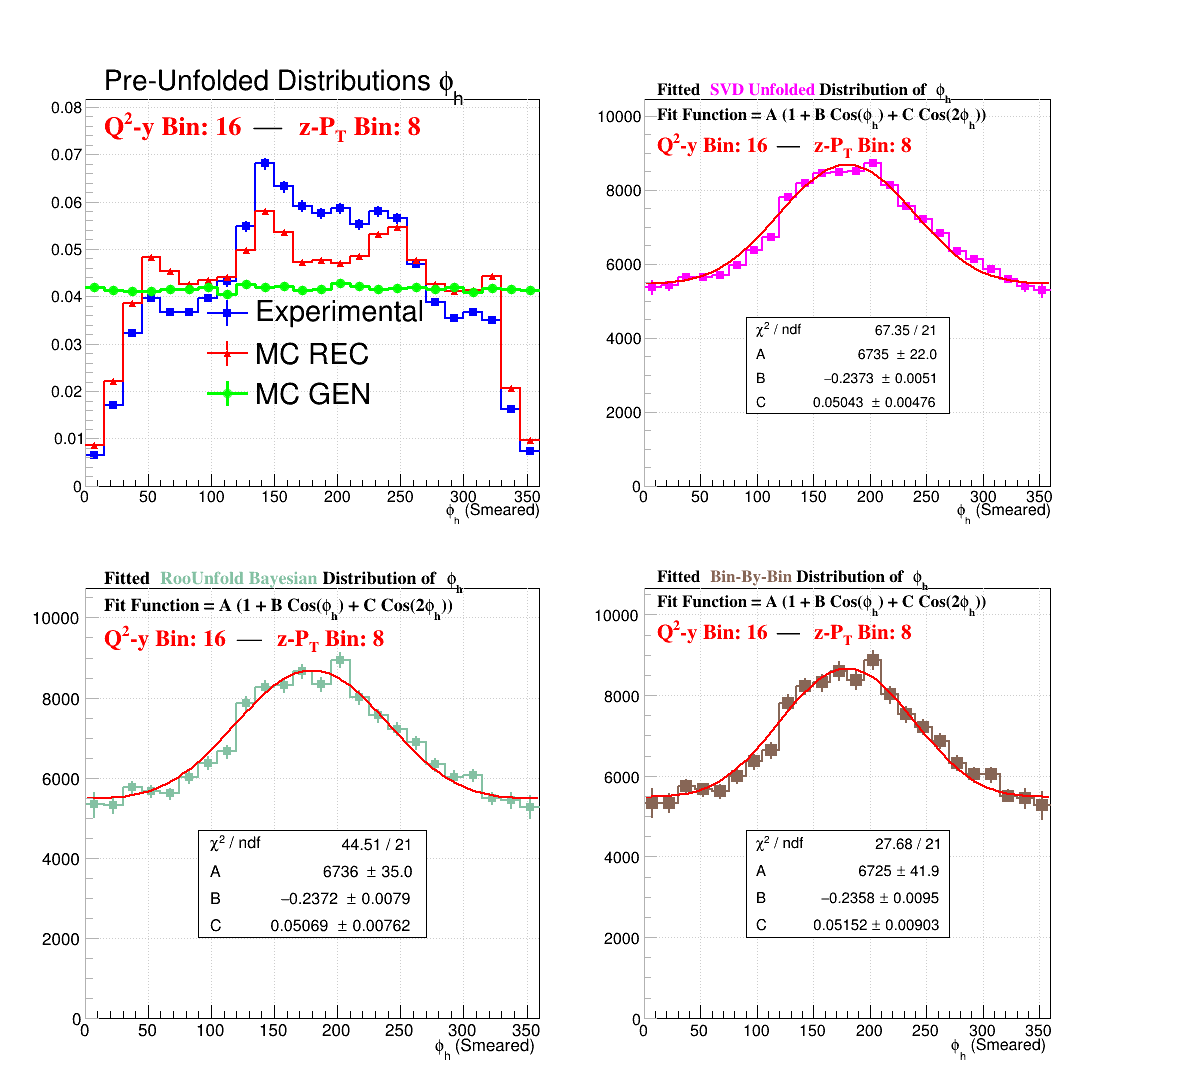 Pre-Unfolded Distributions ϕh
Q²-y Bin: 16 — z-PT Bin: 8
0.08
0.07
0.06
0.05
0.04
0.03
0.02
0.01
0
Experimental
MC REC
MC GEN
0 50 100 150 200 250 300 350
ϕh (Smeared)
Fitted SVD Unfolded Distribution of ϕh
Fit Function = A (1 + B Cos(ϕh) + C Cos(2ϕh))
Q²-y Bin: 16 — z-PT Bin: 8
10000
8000
6000
4000
2000
0
χ² / ndf 67.35 / 21
A 6735 ± 22.0
B −0.2373 ± 0.0051
C 0.05043 ± 0.00476
0 50 100 150 200 250 300 350
ϕh (Smeared)
Fitted RooUnfold Bayesian Distribution of ϕh
Fit Function = A (1 + B Cos(ϕh) + C Cos(2ϕh))
Q²-y Bin: 16 — z-PT Bin: 8
10000
8000
6000
4000
2000
0
χ² / ndf 44.51 / 21
A 6736 ± 35.0
B −0.2372 ± 0.0079
C 0.05069 ± 0.00762
0 50 100 150 200 250 300 350
ϕh (Smeared)
Fitted Bin-By-Bin Distribution of ϕh
Fit Function = A (1 + B Cos(ϕh) + C Cos(2ϕh))
Q²-y Bin: 16 — z-PT Bin: 8
10000
8000
6000
4000
2000
0
χ² / ndf 27.68 / 21
A 6725 ± 41.9
B −0.2358 ± 0.0095
C 0.05152 ± 0.00903
0 50 100 150 200 250 300 350
ϕh (Smeared)